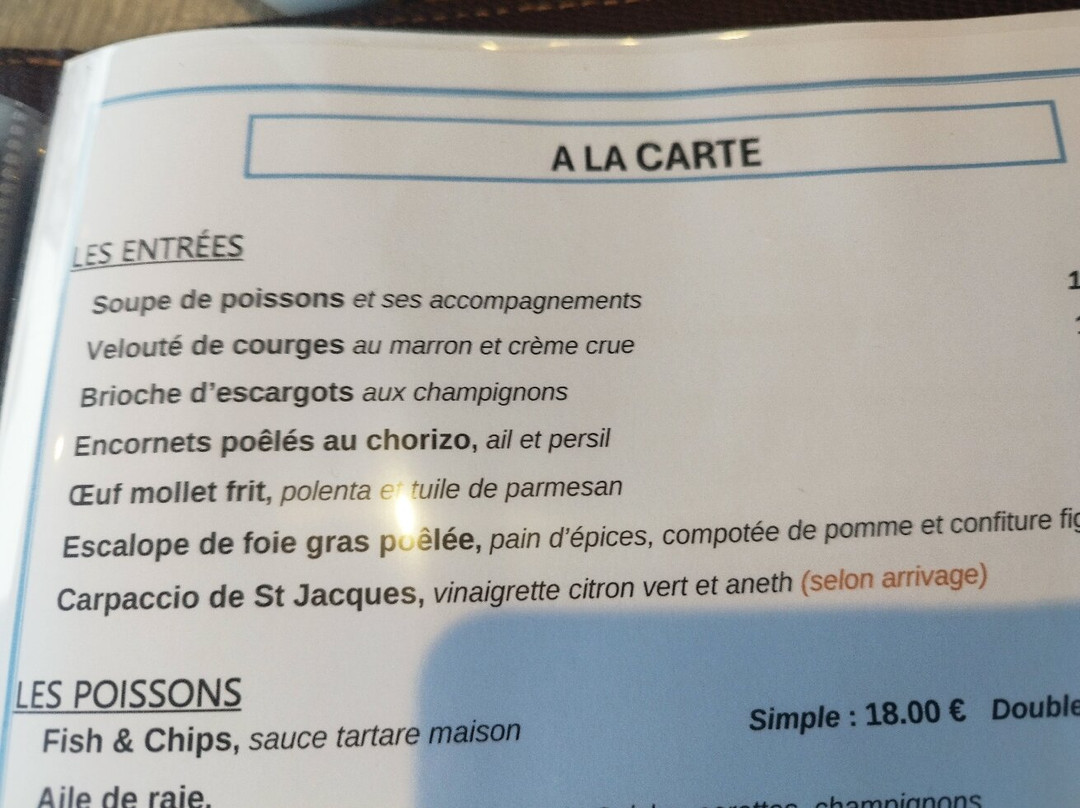 A LA CARTE
LES ENTRÉES
Soupe de poissons et ses accompagnements
Velouté de courges au marron et crème crue
Brioche d'escargots aux champignons
Encornets poêlés au chorizo, ail et persil
Œuf mollet frit, polenta et tuile de parmesan
Escalope de foie gras poêlée, pain d'épices, compotée de pomme et confiture
Carpaccio de St Jacques, vinaigrette citron vert et aneth (selon arrivage)
LES POISSONS
Fish & Chips, sauce tartare maison Simple : 18.00 € Double
Aile de raie, champignons